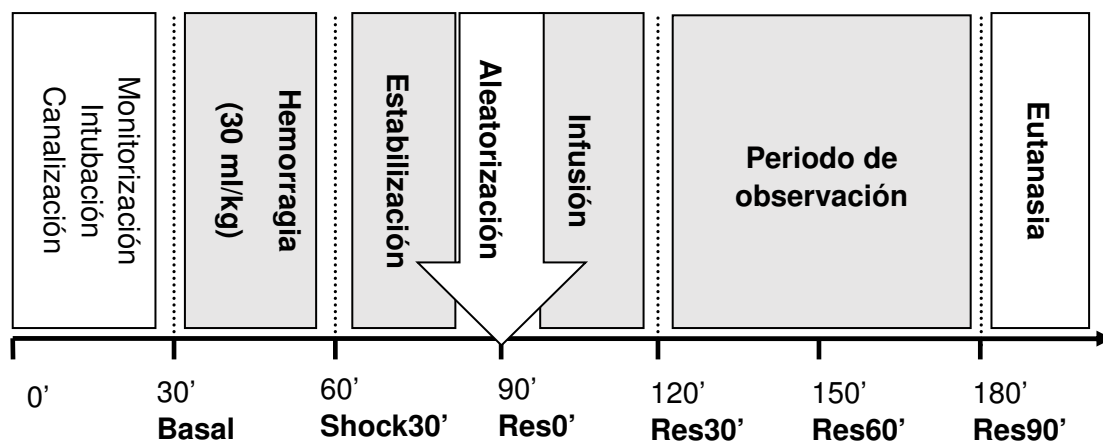 Monitorización
Intubación
Canalización
Hemorragia
(30 ml/kg)
Estabilización
Aleatorización
Infusión
Periodo de
observación
Eutanasia
0’
30’
Basal
60’
Shock30’
90’
Res0’
120’
Res30’
150’
Res60’
180’
Res90’